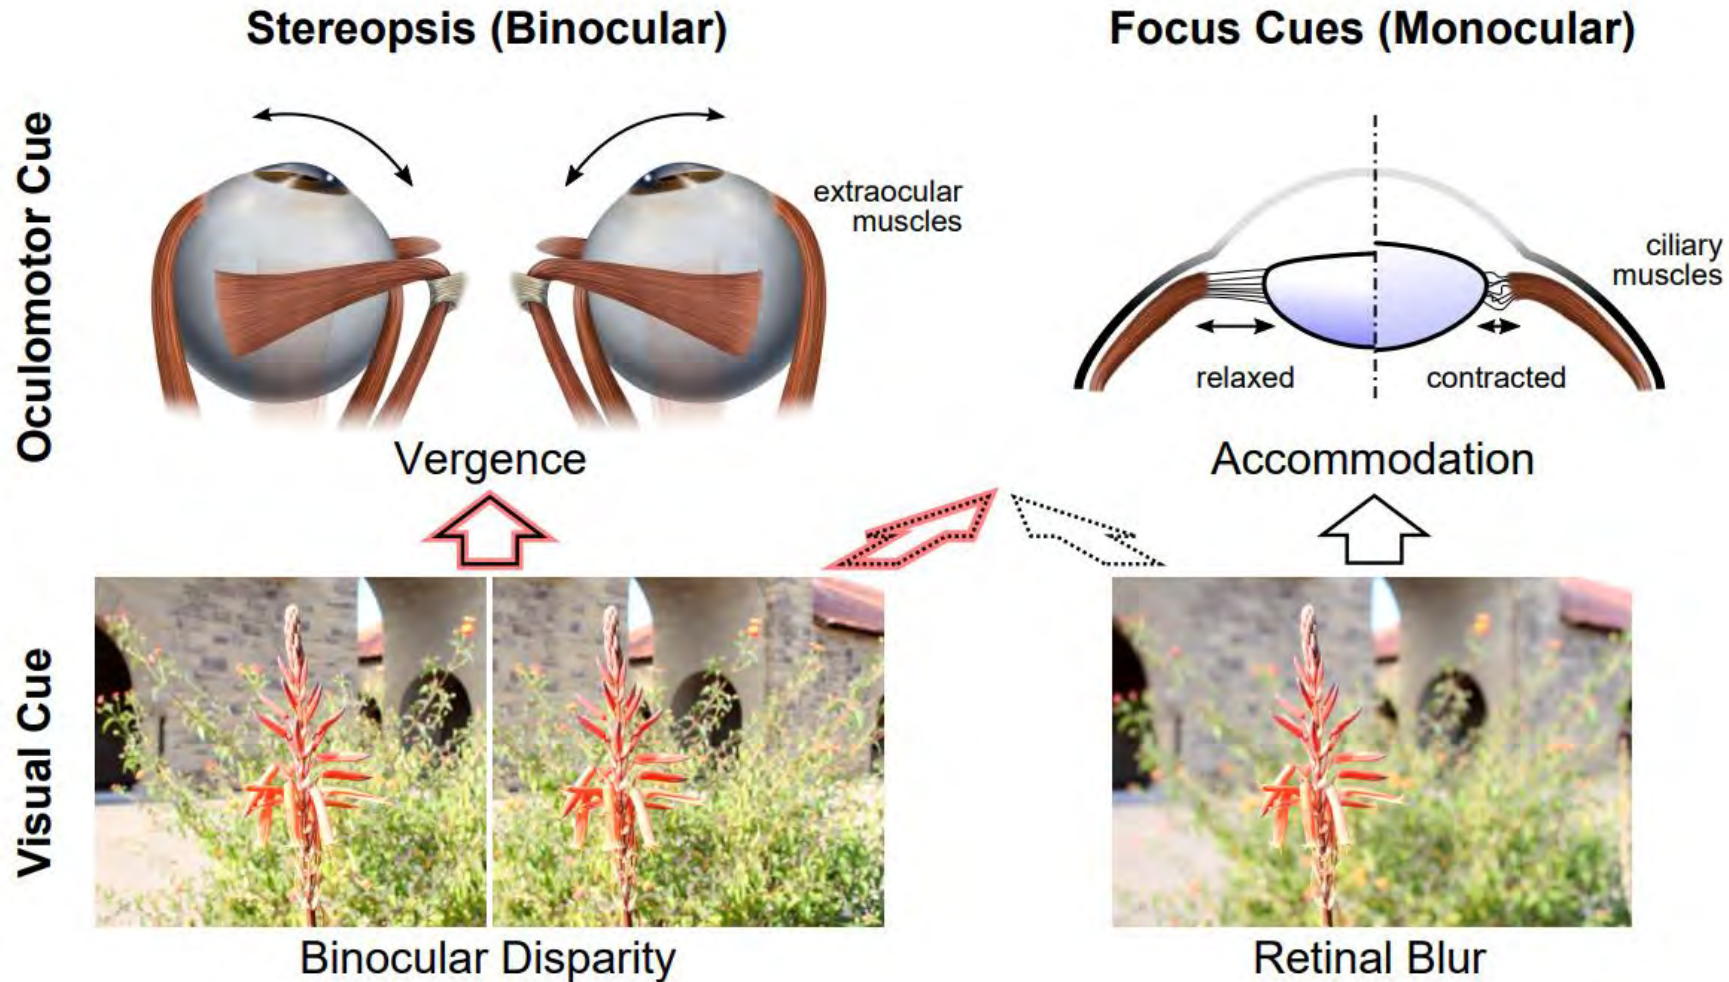 Stereopsis (Binocular)
Focus Cues (Monocular)
Oculomotor Cue
extraocular
muscles
ciliary
muscles
relaxed
contracted
Vergence
Accommodation
Visual Cue
Binocular Disparity
Retinal Blur